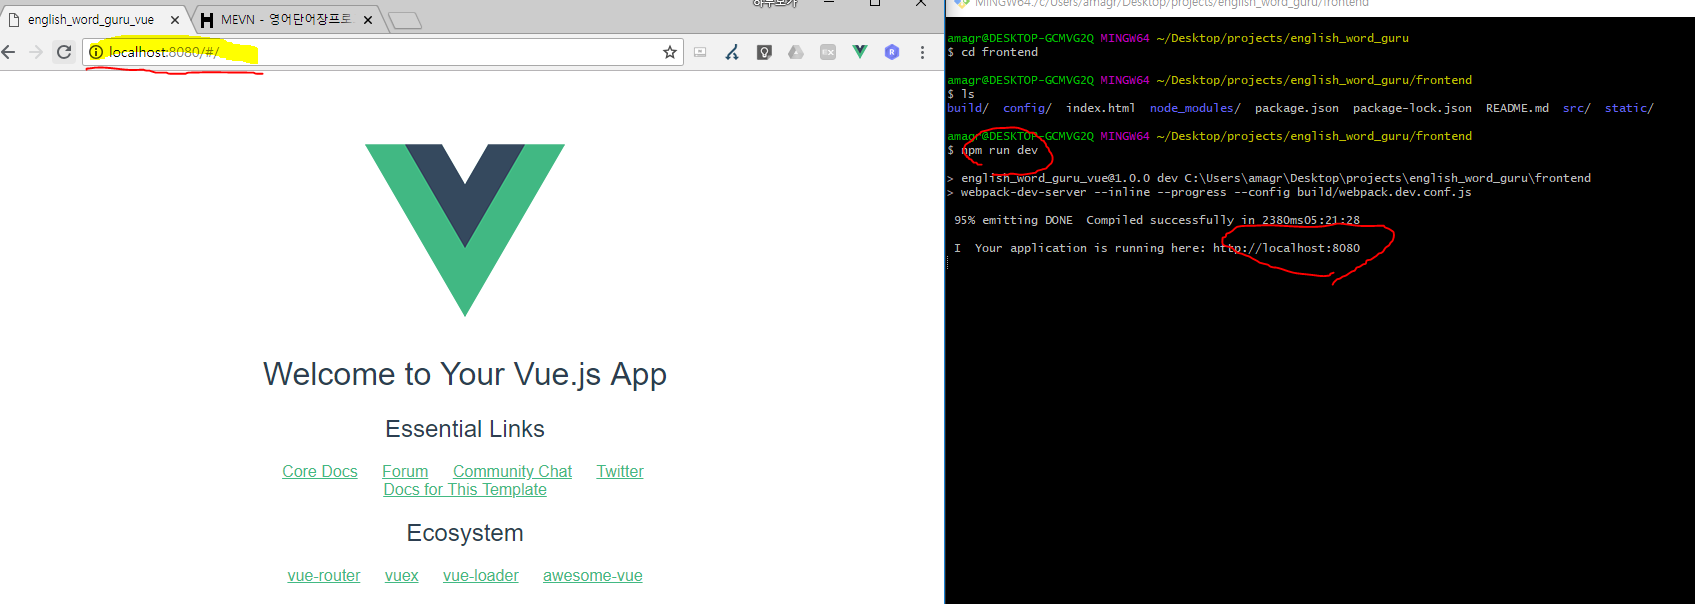 english_word_guru_vue
MEVN - 영어단어장프로
하루모카
localhost:8080/#/
Welcome to Your Vue.js App
Essential Links
Core Docs Forum Community Chat Twitter
Docs for This Template
Ecosystem
vue-router vuex vue-loader awesome-vue
MINGW64:/c/Users/amagr/Desktop/projects/english_word_guru/frontend
amagr@DESKTOP-GCMVG2Q MINGW64 ~/Desktop/projects/english_word_guru
$ cd frontend
amagr@DESKTOP-GCMVG2Q MINGW64 ~/Desktop/projects/english_word_guru/frontend
$ ls
build/ config/ index.html node_modules/ package.json package-lock.json README.md src/ static/
amagr@DESKTOP-GCMVG2Q MINGW64 ~/Desktop/projects/english_word_guru/frontend
$ npm run dev
> english_word_guru_vue@1.0.0 dev C:\Users\amagr\Desktop\projects\english_word_guru\frontend
> webpack-dev-server --inline --progress --config build/webpack.dev.conf.js
95% emitting DONE Compiled successfully in 2380ms05:21:28
I Your application is running here: http://localhost:8080